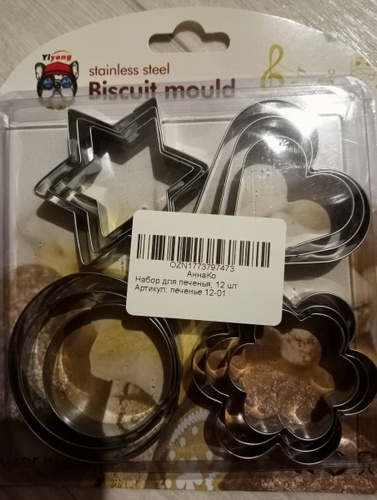 Yiyong
stainless steel
Biscuit mould
OZN1773797473
АннаКо
Набор для печенья, 12 шт
Артикул. печенье 12-01